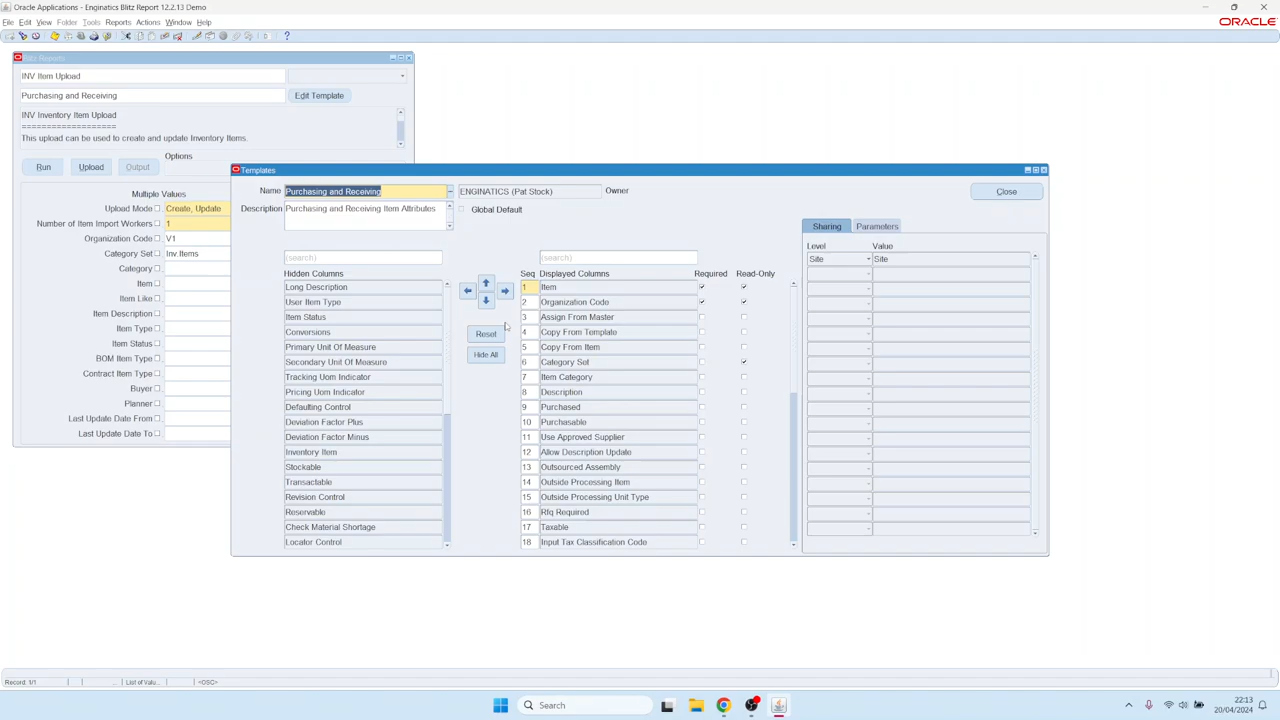 Oracle Applications - Enginatics Blitz Report 12.2.13 Demo
File Edit View Folder Tools Reports Actions Window Help
ORACLE
Blitz Reports
INV Item Upload
Purchasing and Receiving
Edit Template
INV Inventory Item Upload
====================
This upload can be used to create and update Inventory Items.
Options
Run Upload Output
Multiple Values
Upload Mode Create, Update
Number of Item Import Workers 1
Organization Code V1
Category Set Inv.Items
Category
Item
Item Like
Item Description
Item Type
Item Status
BOM Item Type
Contract Item Type
Buyer
Planner
Last Update Date From
Last Update Date To
Templates
Name Purchasing and Receiving ENGINATICS (Pat Stock) Owner
Close
Description Purchasing and Receiving Item Attributes Global Default
(search) (search)
Hidden Columns Seq Displayed Columns Required Read-Only
Long Description 1 Item
User Item Type 2 Organization Code
Item Status 3 Assign From Master
Conversions 4 Copy From Template
Primary Unit Of Measure 5 Copy From Item
Secondary Unit Of Measure 6 Category Set
Tracking Uom Indicator 7 Item Category
Pricing Uom Indicator 8 Description
Defaulting Control 9 Purchased
Deviation Factor Plus 10 Purchasable
Deviation Factor Minus 11 Use Approved Supplier
Inventory Item 12 Allow Description Update
Stockable 13 Outsourced Assembly
Transactable 14 Outside Processing Item
Revision Control 15 Outside Processing Unit Type
Reservable 16 Rfq Required
Check Material Shortage 17 Taxable
Locator Control 18 Input Tax Classification Code
Reset
Hide All
Sharing Parameters
Level Value
Site Site
Record: 1/1 ... List of Valu... <OSC>
Search
22:13
20/04/2024